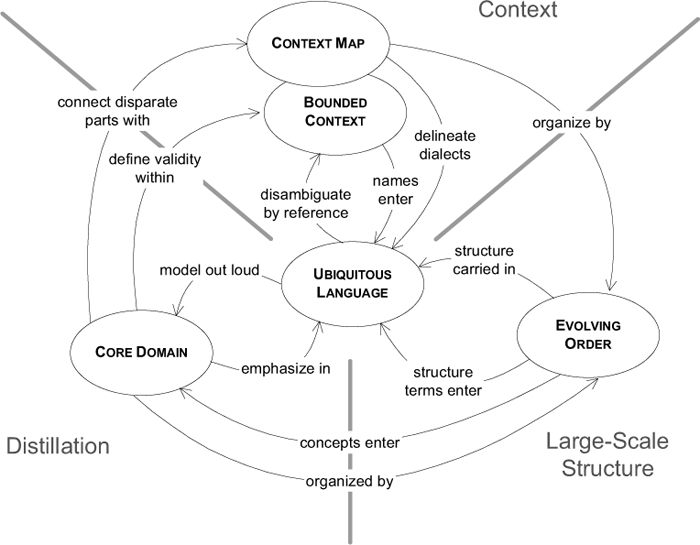 Context
CONTEXT MAP
connect disparate
parts with
BOUNDED
CONTEXT
organize by
delineate
dialects
define validity
within
disambiguate
by reference
names
enter
structure
carried in
model out loud
UBIQUITOUS
LANGUAGE
EVOLVING
ORDER
CORE DOMAIN
emphasize in
structure
terms enter
Distillation
concepts enter
Large-Scale
Structure
organized by